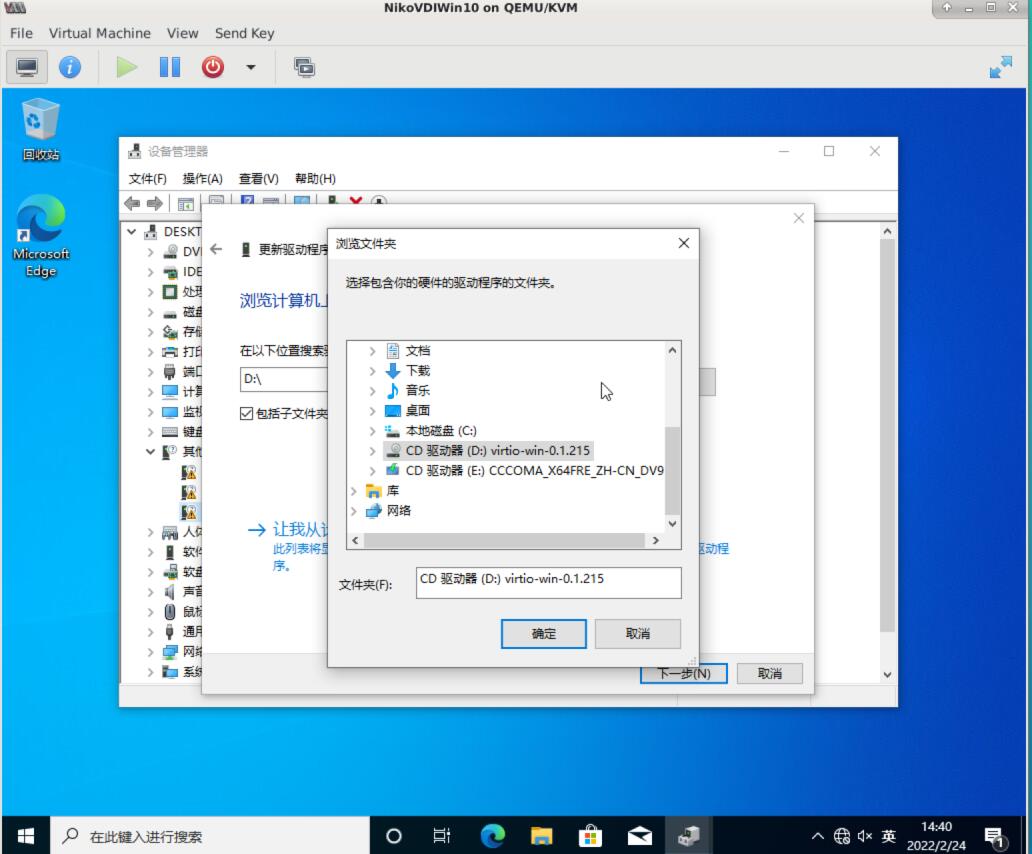 NikoVDIWin10 on QEMU/KVM
File Virtual Machine View Send Key
回收站
Microsoft
Edge
设备管理器
文件(F) 操作(A) 查看(V) 帮助(H)
DESKT
DV
IDE
处理
磁盘
存储
打印
端口
计算
监视
键盘
其他
人体
软件
软盘
声音
鼠标
通用
网络
系统
更新驱动程序
浏览计算机上
在以下位置搜索驱
D:\
包括子文件夹
让我从计
此列表将显
驱动程
序。
下一步(N) 取消
浏览文件夹
选择包含你的硬件的驱动程序的文件夹。
文档
下载
音乐
桌面
本地磁盘 (C:)
CD 驱动器 (D:) virtio-win-0.1.215
CD 驱动器 (E:) CCCOMA_X64FRE_ZH-CN_DV9
库
网络
文件夹(F): CD 驱动器 (D:) virtio-win-0.1.215
确定 取消
在此键入进行搜索
英
14:40
2022/2/24
1